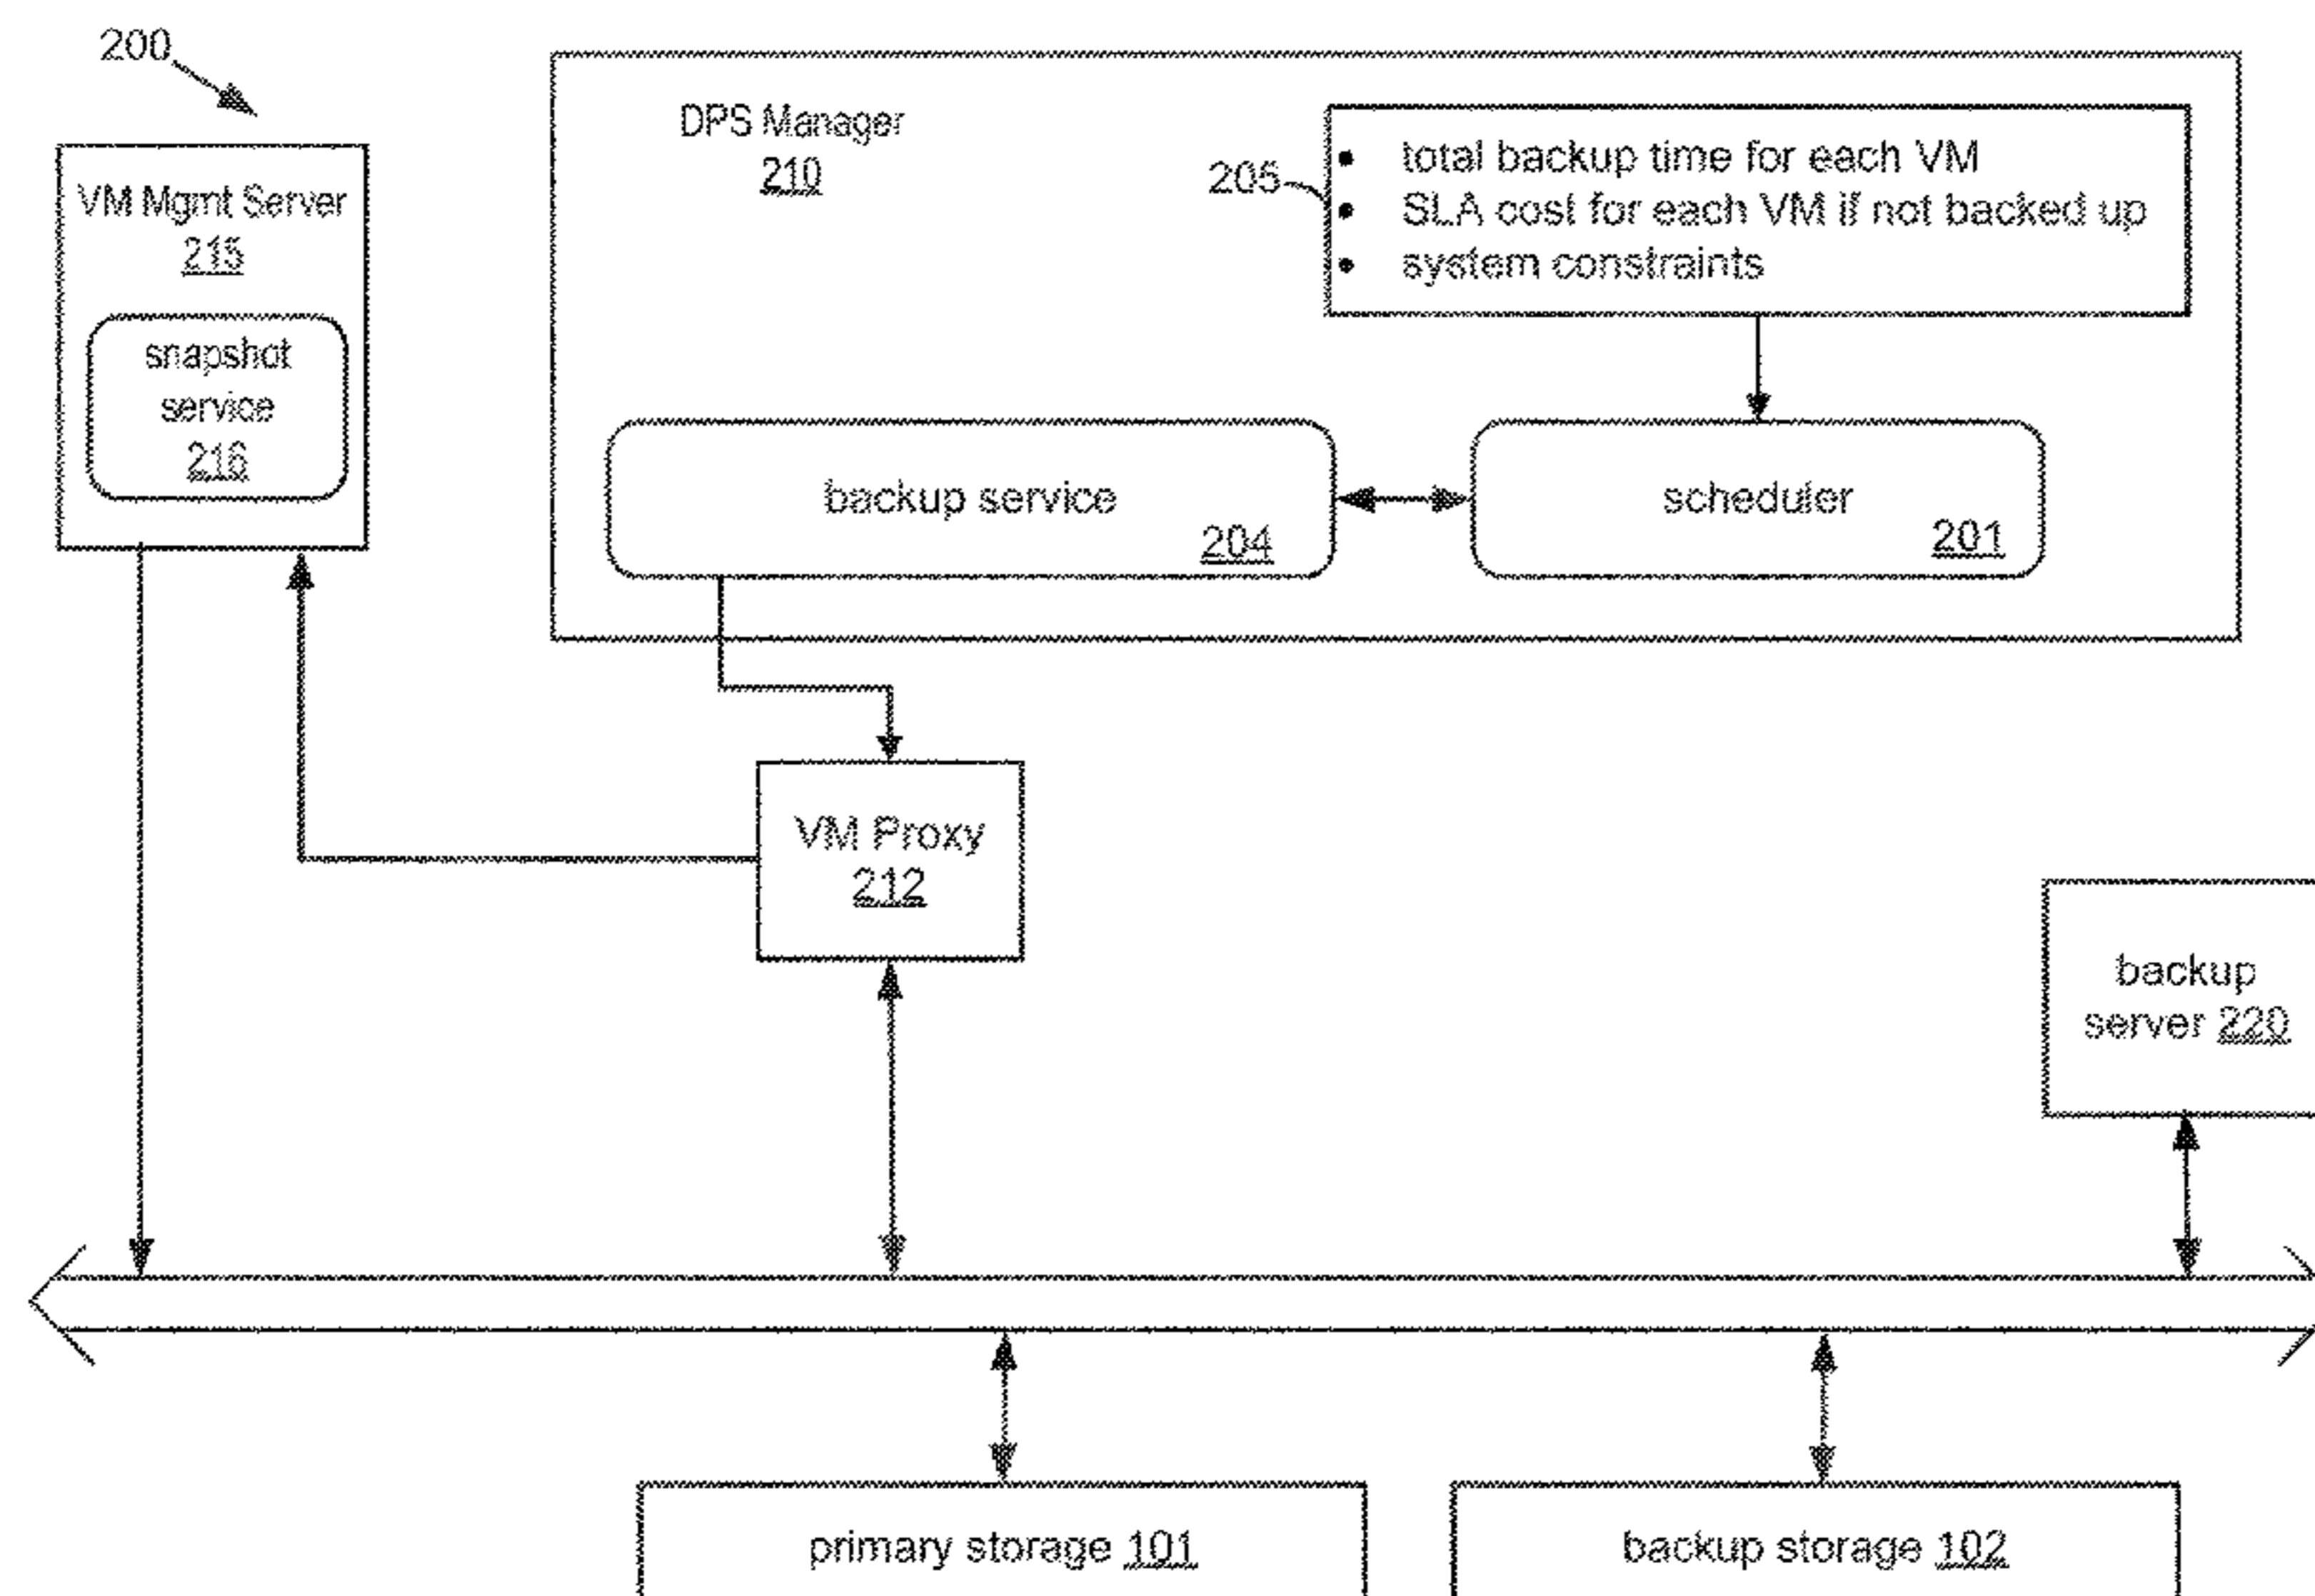 200
DPS Manager
210
205
• total backup time for each VM
• SLA cost for each VM if not backed up
• system constraints
VM Mgmt Server
215
snapshot
service
216
backup service
204
scheduler
201
VM Proxy
212
backup
server 220
primary storage 101
backup storage 102